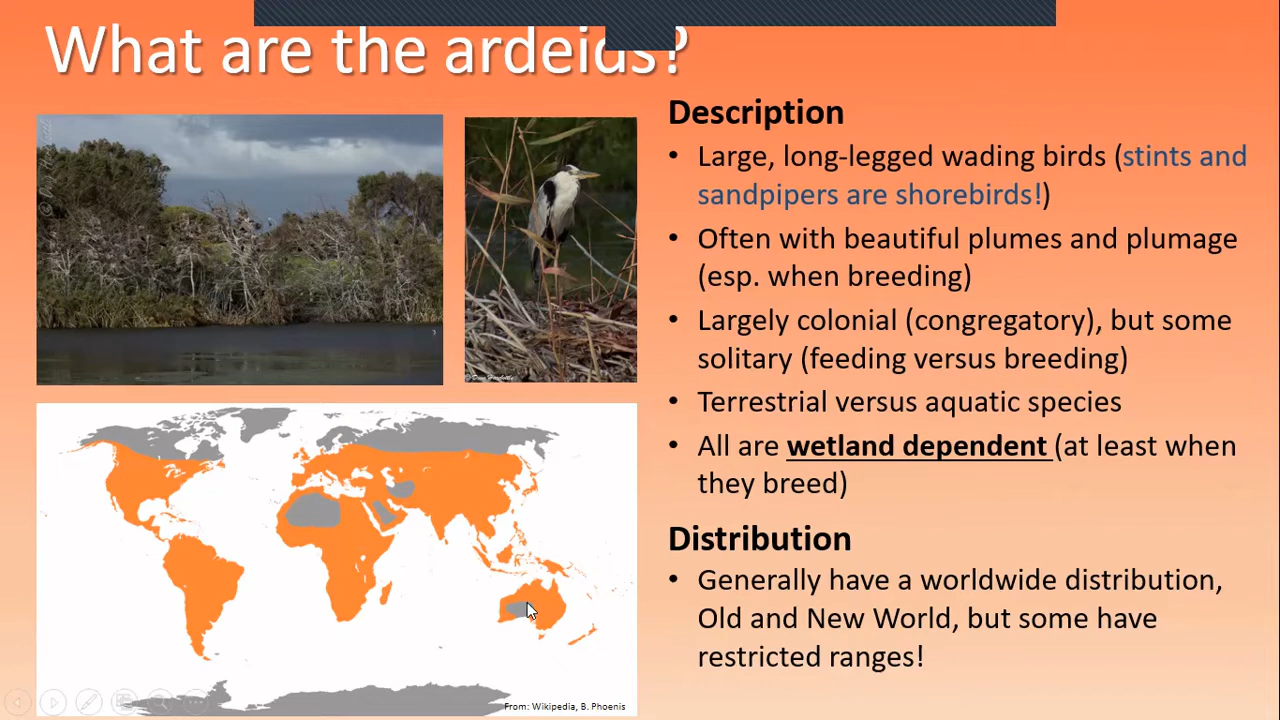 What are the ardeids?
Description
• Large, long-legged wading birds (stints and
sandpipers are shorebirds!)
• Often with beautiful plumes and plumage
(esp. when breeding)
• Largely colonial (congregatory), but some
solitary (feeding versus breeding)
• Terrestrial versus aquatic species
• All are wetland dependent (at least when
they breed)
Distribution
• Generally have a worldwide distribution,
Old and New World, but some have
restricted ranges!
From: Wikipedia, B. Phoenis